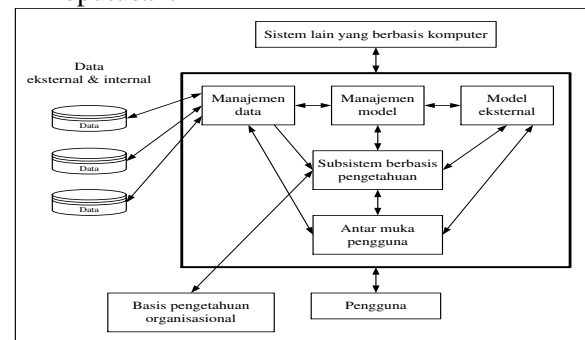 Sistem lain yang berbasis komputer
Data
eksternal & internal
Manajemen
data
Manajemen
model
Model
eksternal
Data
Data
Data
Subsistem berbasis
pengetahuan
Antar muka
pengguna
Basis pengetahuan
organisasional
Pengguna